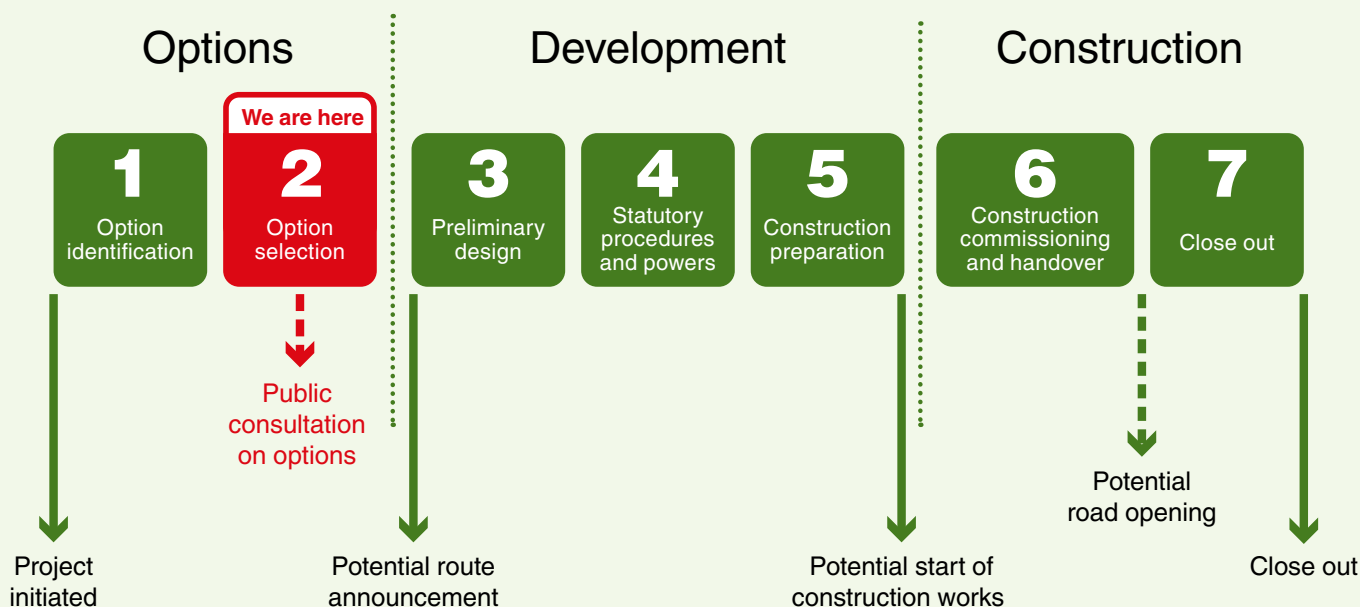 Options
Development
Construction
We are here
1
Option
identification
2
Option
selection
3
Preliminary
design
4
Statutory
procedures
and powers
5
Construction
preparation
6
Construction
commissioning
and handover
7
Close out
Public
consultation
on options
Potential
road opening
Project
initiated
Potential route
announcement
Potential start of
construction works
Close out